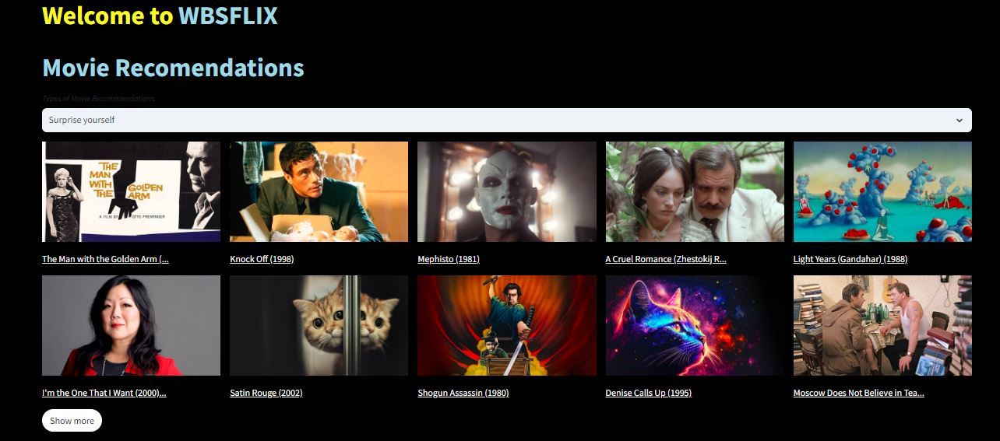 Welcome to WBSFLIX
Movie Recomendations
Types of Movie Recommendations.
Surprise yourself
THE
MAN
WITH
THE
GOLDEN
ARM
A FILM BY OTTO PREMINGER
The Man with the Golden Arm (...
Knock Off (1998)
Mephisto (1981)
A Cruel Romance (Zhestokij R...
Light Years (Gandahar) (1988)
I'm the One That I Want (2000)...
Satin Rouge (2002)
Shogun Assassin (1980)
Denise Calls Up (1995)
Moscow Does Not Believe in Tea...
Show more